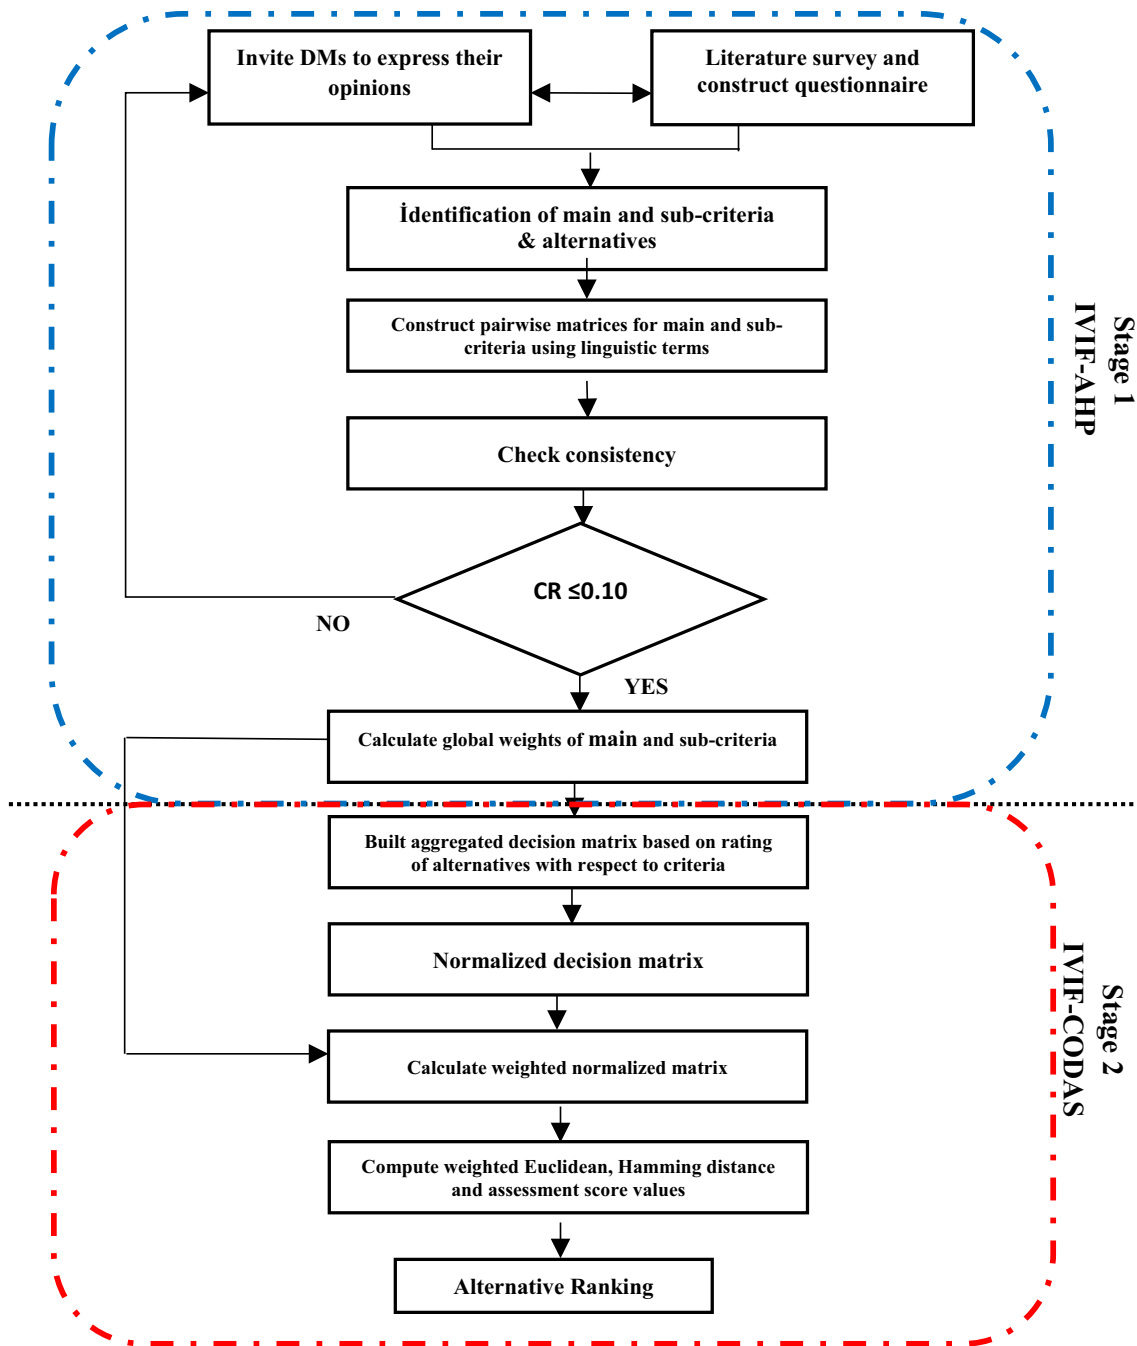 Invite DMs to express their
opinions
Literature survey and
construct questionnaire
İdentification of main and sub-criteria
& alternatives
Construct pairwise matrices for main and sub-
criteria using linguistic terms
Check consistency
CR ≤0.10
NO
YES
Calculate global weights of main and sub-criteria
Stage 1
IVIF-AHP
Built aggregated decision matrix based on rating
of alternatives with respect to criteria
Normalized decision matrix
Calculate weighted normalized matrix
Compute weighted Euclidean, Hamming distance
and assessment score values
Alternative Ranking
Stage 2
IVIF-CODAS